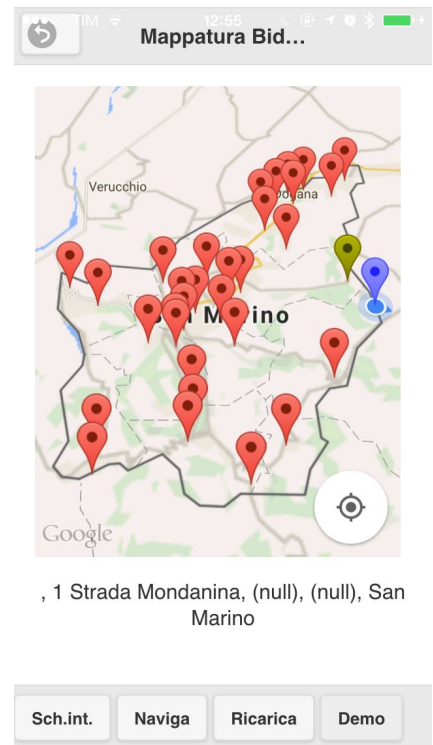 TIM 12:55
Mappatura Bid...
Verucchio
Dogana
Google
, 1 Strada Mondanina, (null), (null), San
Marino
Sch.int.
Naviga
Ricarica
Demo